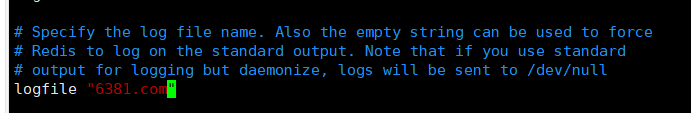 # Specify the log file name. Also the empty string can be used to force
# Redis to log on the standard output. Note that if you use standard
# output for logging but daemonize, logs will be sent to /dev/null
logfile "6381.com"